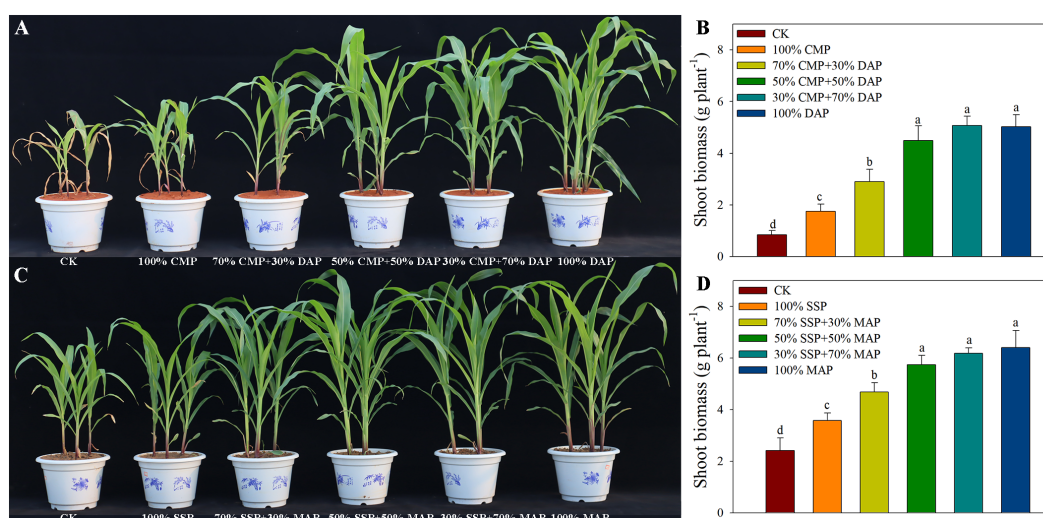 A
CK
100% CMP
70% CMP+30% DAP
50% CMP+50% DAP
30% CMP+70% DAP
100% DAP
B
Shoot biomass (g plant⁻¹)
8
6
4
2
0
CK
100% CMP
70% CMP+30% DAP
50% CMP+50% DAP
30% CMP+70% DAP
100% DAP
d
c
b
a
a
a
C
CK
100% SSP
70% SSP+30% MAP
50% SSP+50% MAP
30% SSP+70% MAP
100% MAP
D
Shoot biomass (g plant⁻¹)
8
6
4
2
0
CK
100% SSP
70% SSP+30% MAP
50% SSP+50% MAP
30% SSP+70% MAP
100% MAP
d
c
b
a
a
a